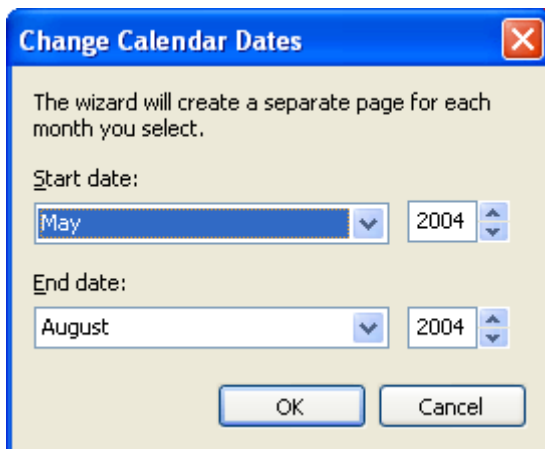 Change Calendar Dates
The wizard will create a separate page for each
month you select.
Start date:
May 2004
End date:
August 2004
OK Cancel